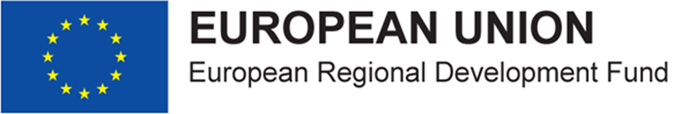 EUROPEAN UNION
European Regional Development Fund